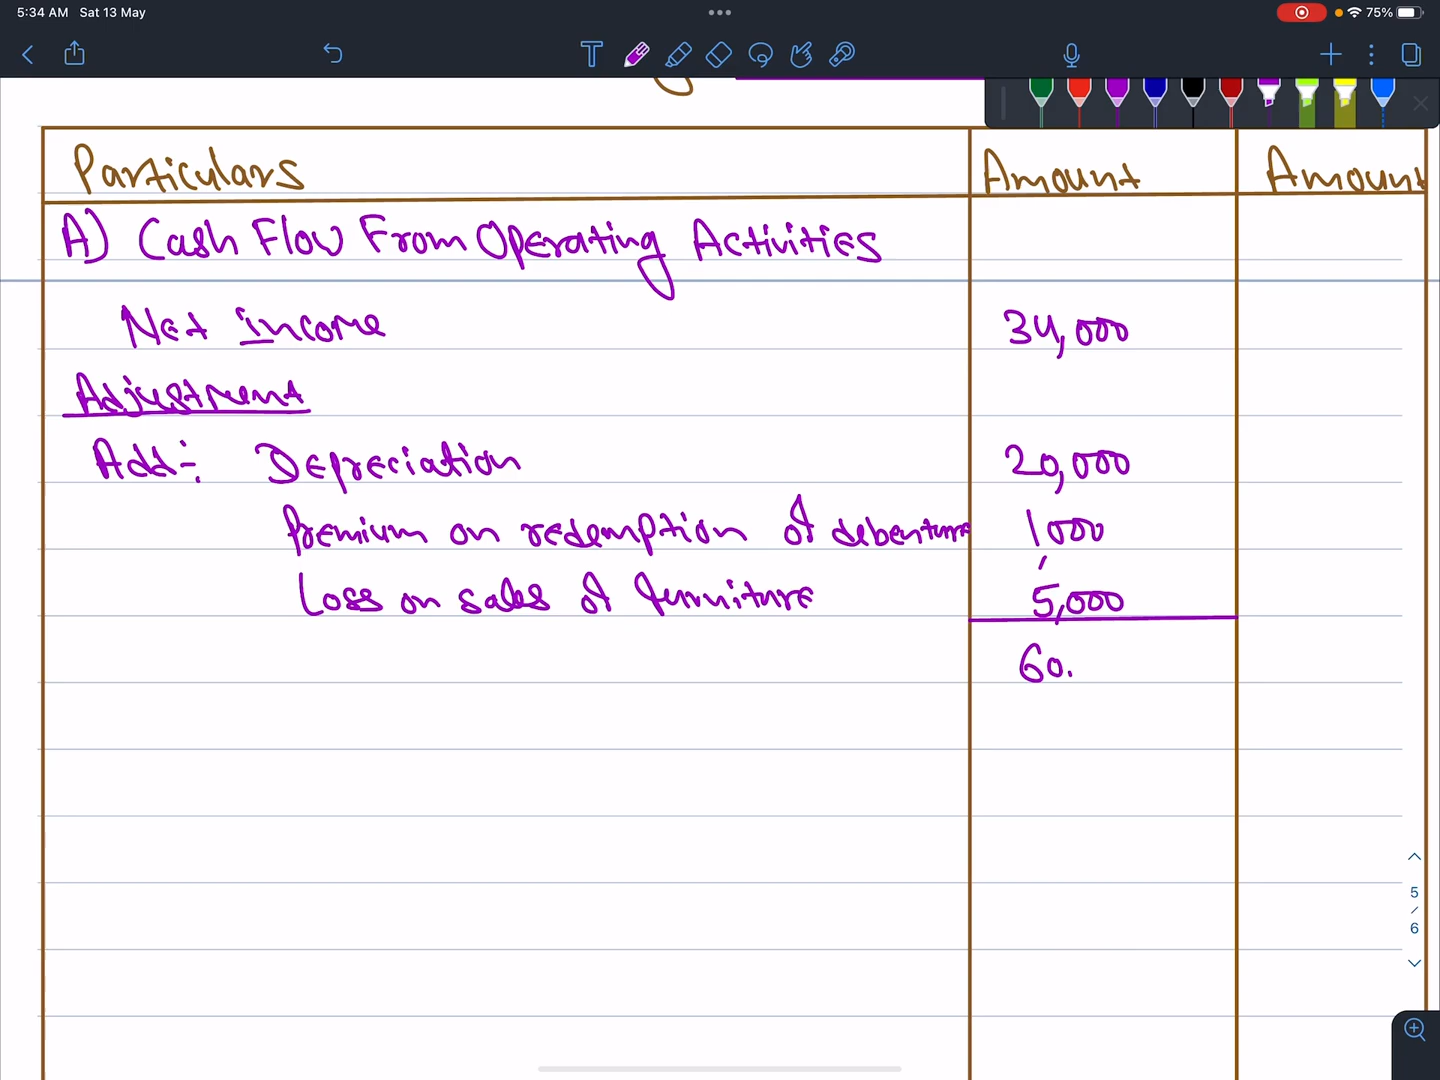 5:34 AM Sat 13 May
75%
Particulars Amount Amount
A) Cash Flow From Operating Activities
Net income 34,000
Adjustment
Add:- Depreciation 20,000
Premium on redemption of debenture 1,000
Loss on sales of furniture 5,000
60.
5
/
6